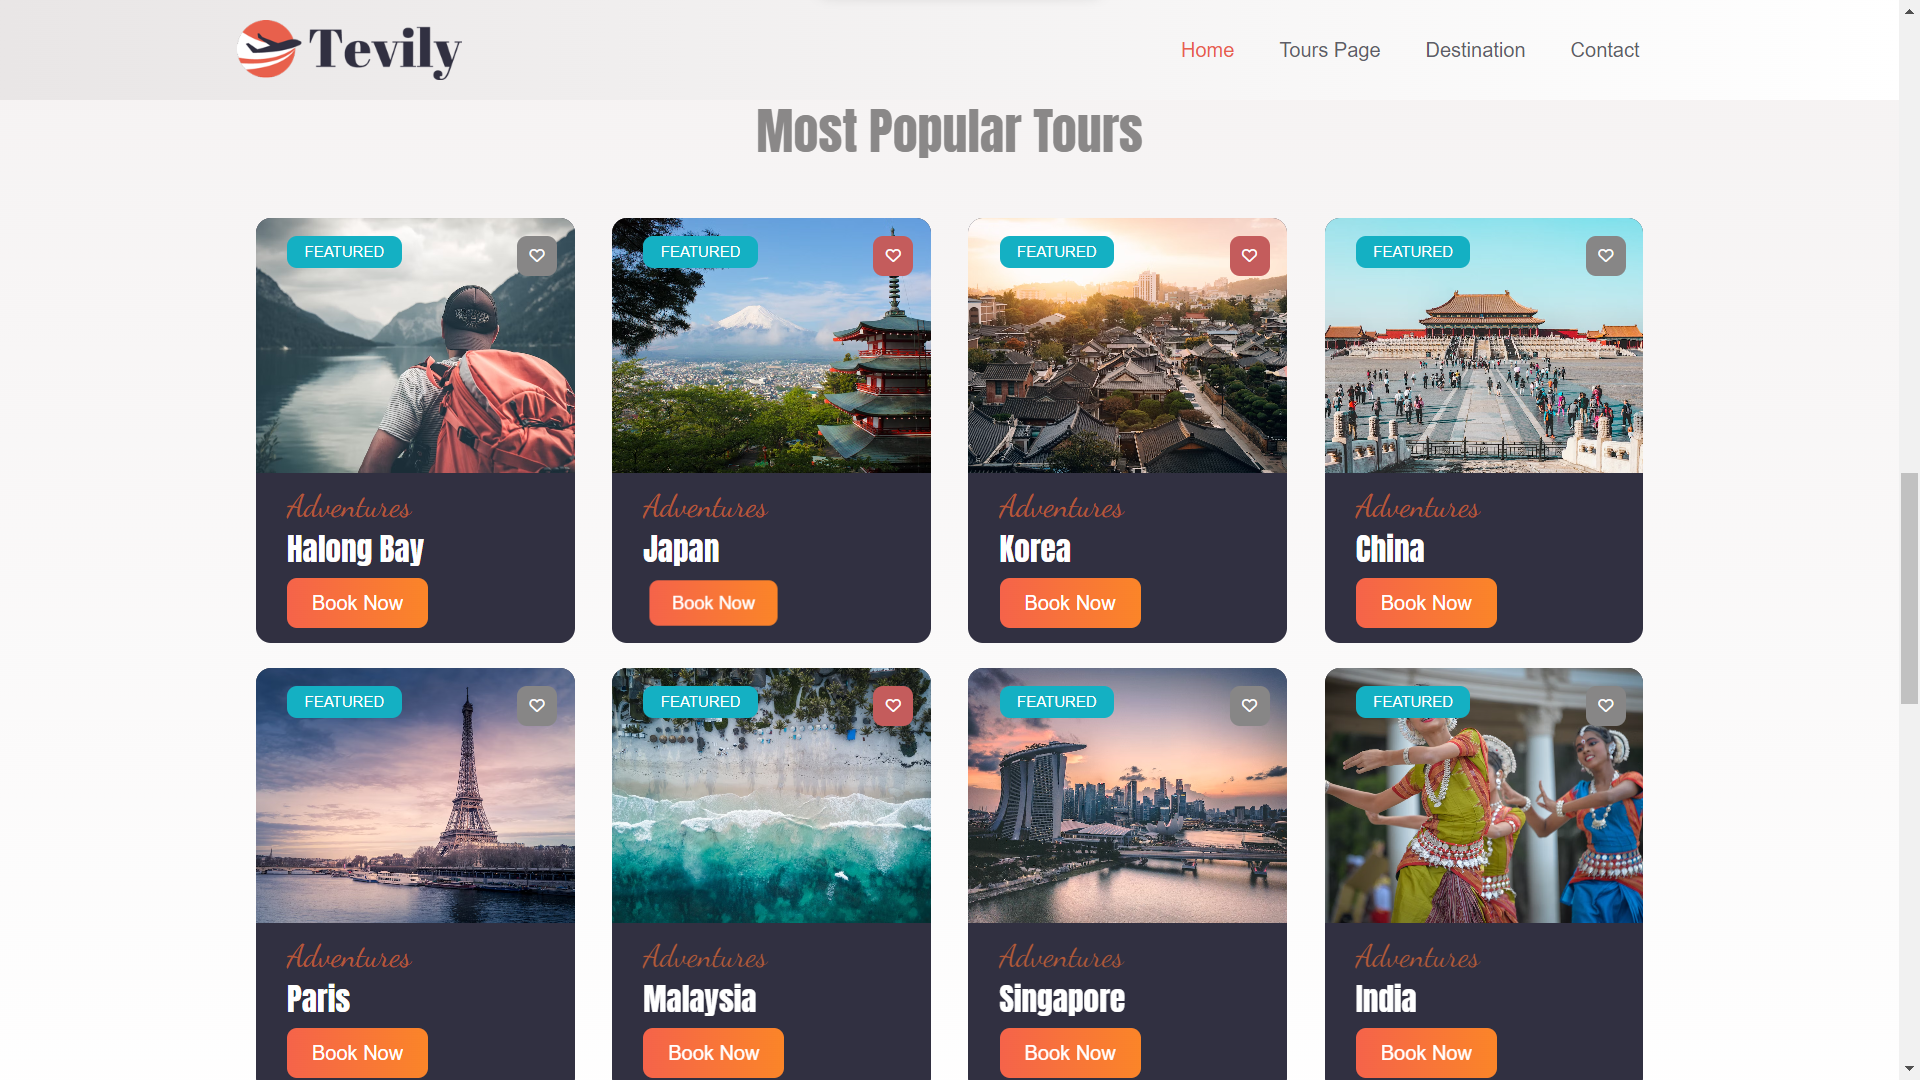 Tevily
Home Tours Page Destination Contact
Most Popular Tours
FEATURED FEATURED FEATURED FEATURED
Adventures Adventures Adventures Adventures
Halong Bay Japan Korea China
Book Now Book Now Book Now Book Now
FEATURED FEATURED FEATURED FEATURED
Adventures Adventures Adventures Adventures
Paris Malaysia Singapore India
Book Now Book Now Book Now Book Now